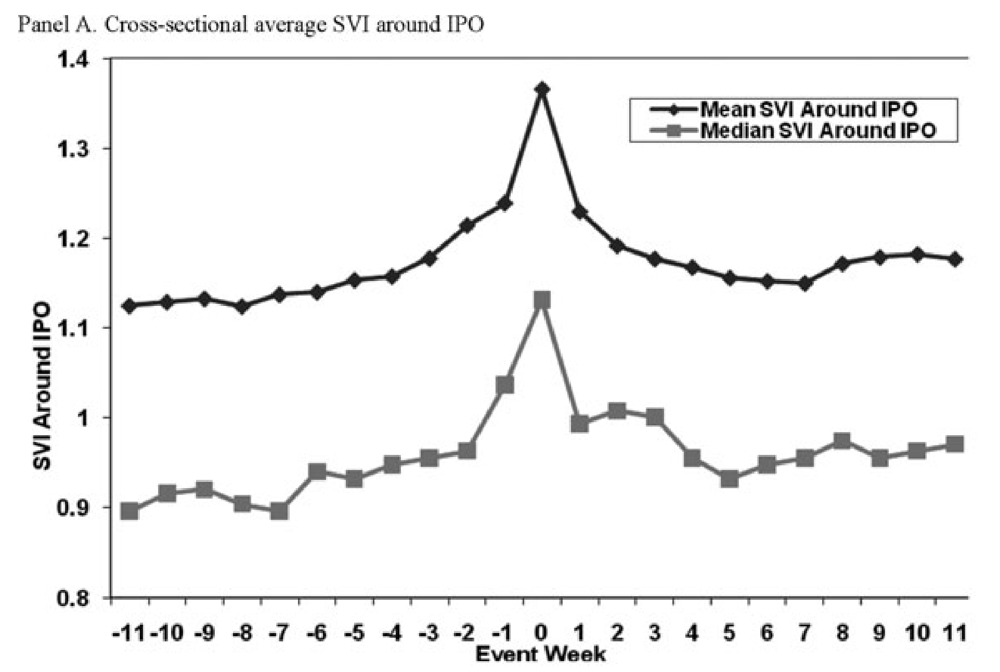 Panel A. Cross-sectional average SVI around IPO
1.4
1.3
1.2
1.1
1
0.9
0.8
SVI Around IPO
Mean SVI Around IPO
Median SVI Around IPO
-11 -10 -9 -8 -7 -6 -5 -4 -3 -2 -1 0 1 2 3 4 5 6 7 8 9 10 11
Event Week